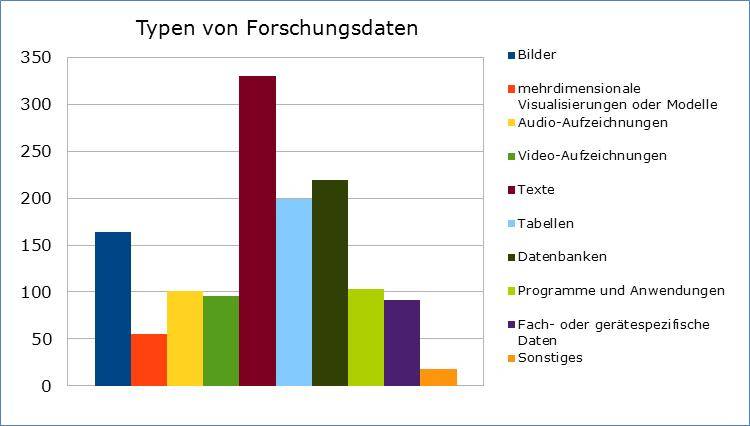 Typen von Forschungsdaten
350
300
250
200
150
100
50
0
Bilder
mehrdimensionale
Visualisierungen oder Modelle
Audio-Aufzeichnungen
Video-Aufzeichnungen
Texte
Tabellen
Datenbanken
Programme und Anwendungen
Fach- oder gerätespezifische
Daten
Sonstiges